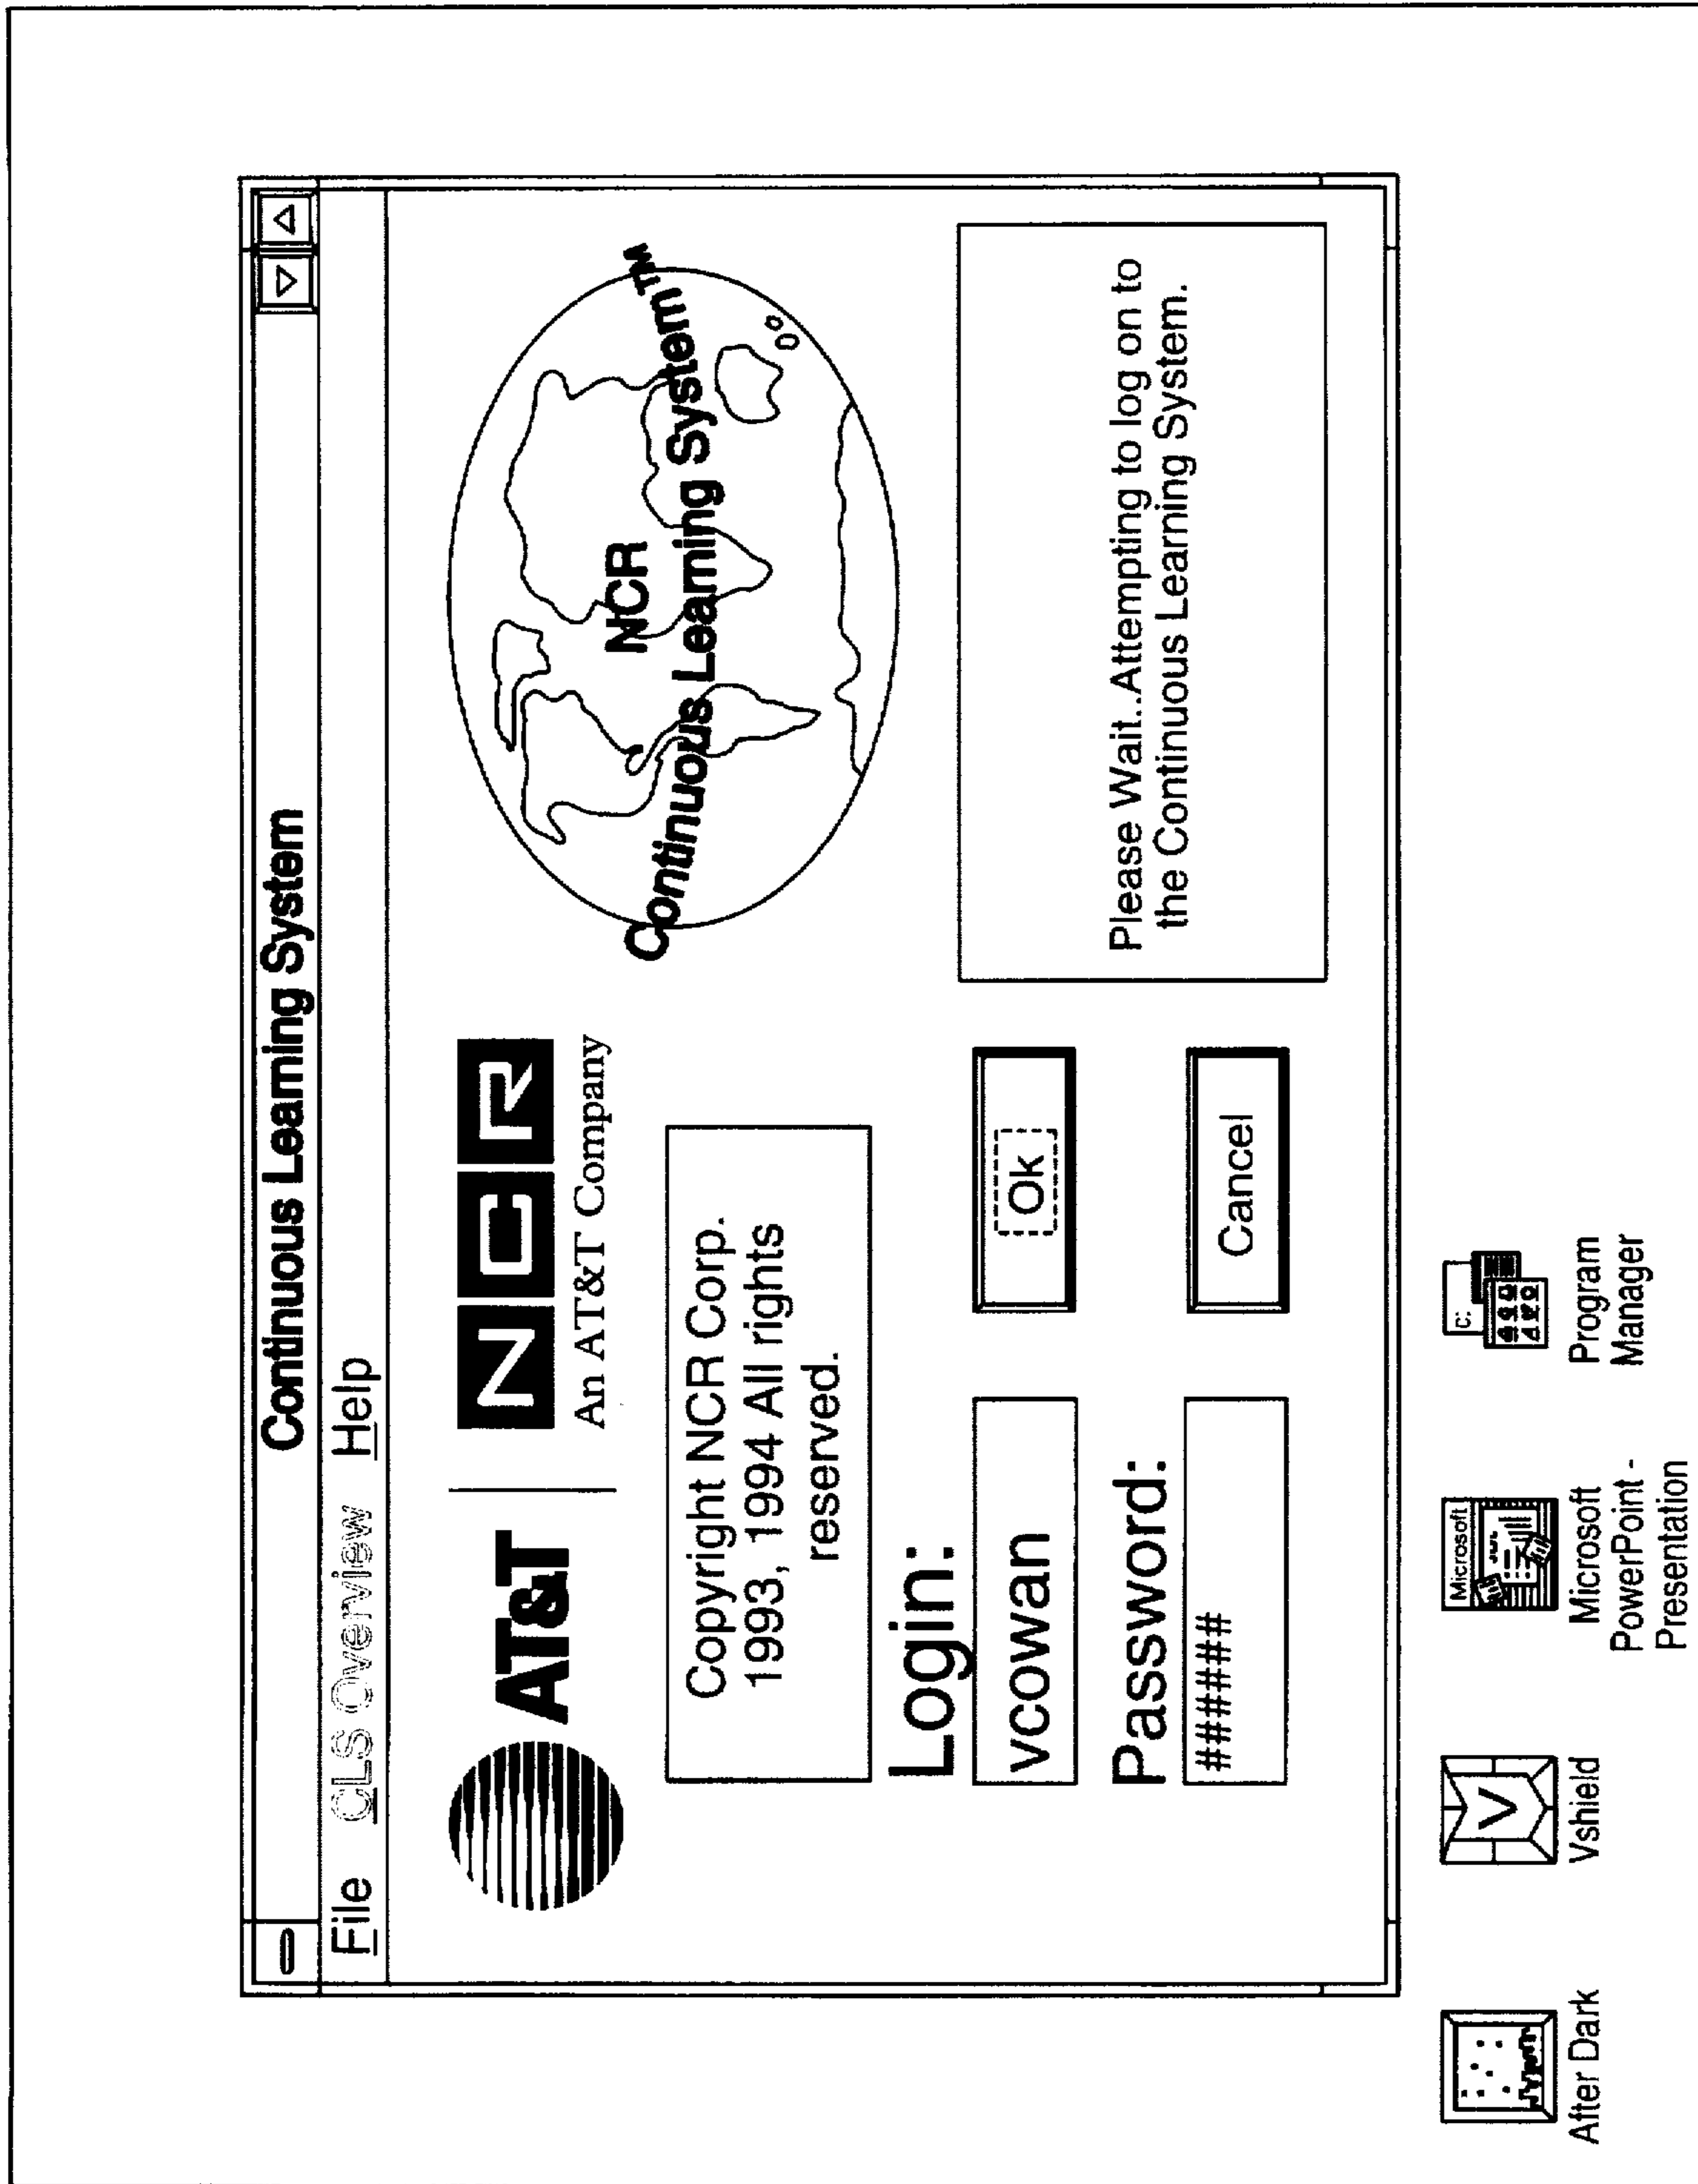 Continuous Learning System
File CLS Overview Help
AT&T
NCR
An AT&T Company
NCR
Continuous Learning System™
Copyright NCR Corp.
1993, 1994 All rights
reserved.
Login:
vcowan
Ok
Password:
######
Cancel
Please Wait..Attempting to log on to
the Continuous Learning System.
After Dark
V
Vshield
Microsoft
Microsoft
PowerPoint -
Presentation
C:
Program
Manager